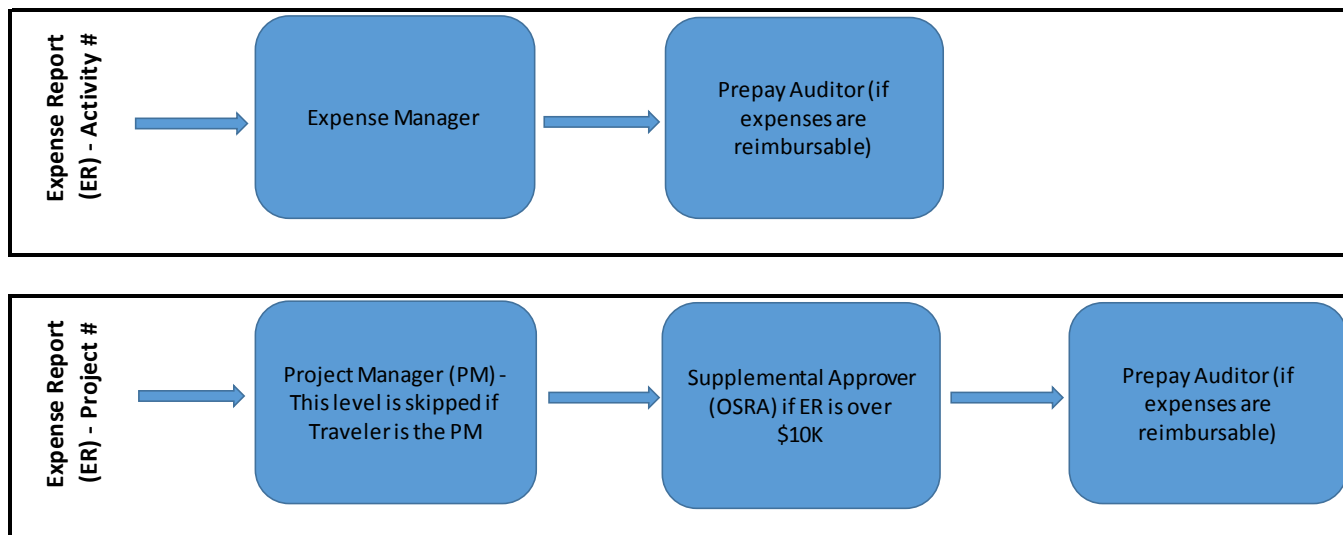 Expense Report
(ER) - Activity #
Expense Manager
Prepay Auditor (if
expenses are
reimbursable)
Expense Report
(ER) - Project #
Project Manager (PM) -
This level is skipped if
Traveler is the PM
Supplemental Approver
(OSRA) if ER is over
$10K
Prepay Auditor (if
expenses are
reimbursable)